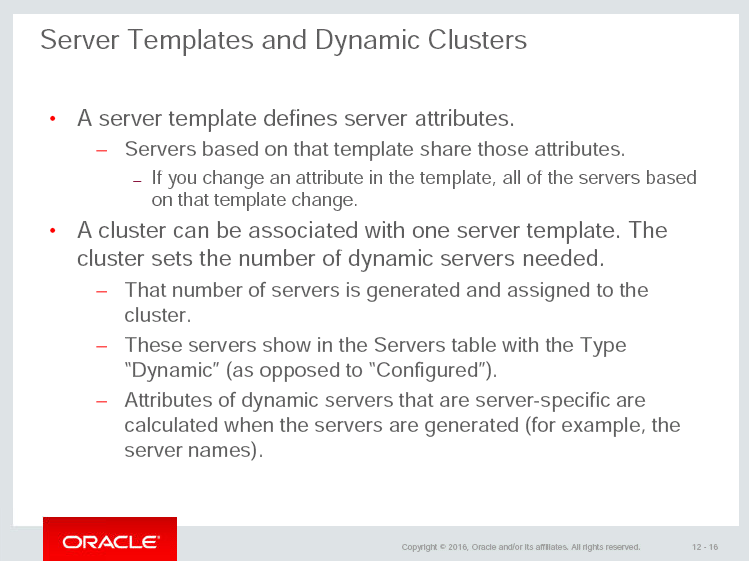 Server Templates and Dynamic Clusters
• A server template defines server attributes.
– Servers based on that template share those attributes.
– If you change an attribute in the template, all of the servers based
on that template change.
• A cluster can be associated with one server template. The
cluster sets the number of dynamic servers needed.
– That number of servers is generated and assigned to the
cluster.
– These servers show in the Servers table with the Type
“Dynamic” (as opposed to “Configured”).
– Attributes of dynamic servers that are server-specific are
calculated when the servers are generated (for example, the
server names).
ORACLE®
Copyright © 2016, Oracle and/or its affiliates. All rights reserved.
12 - 16